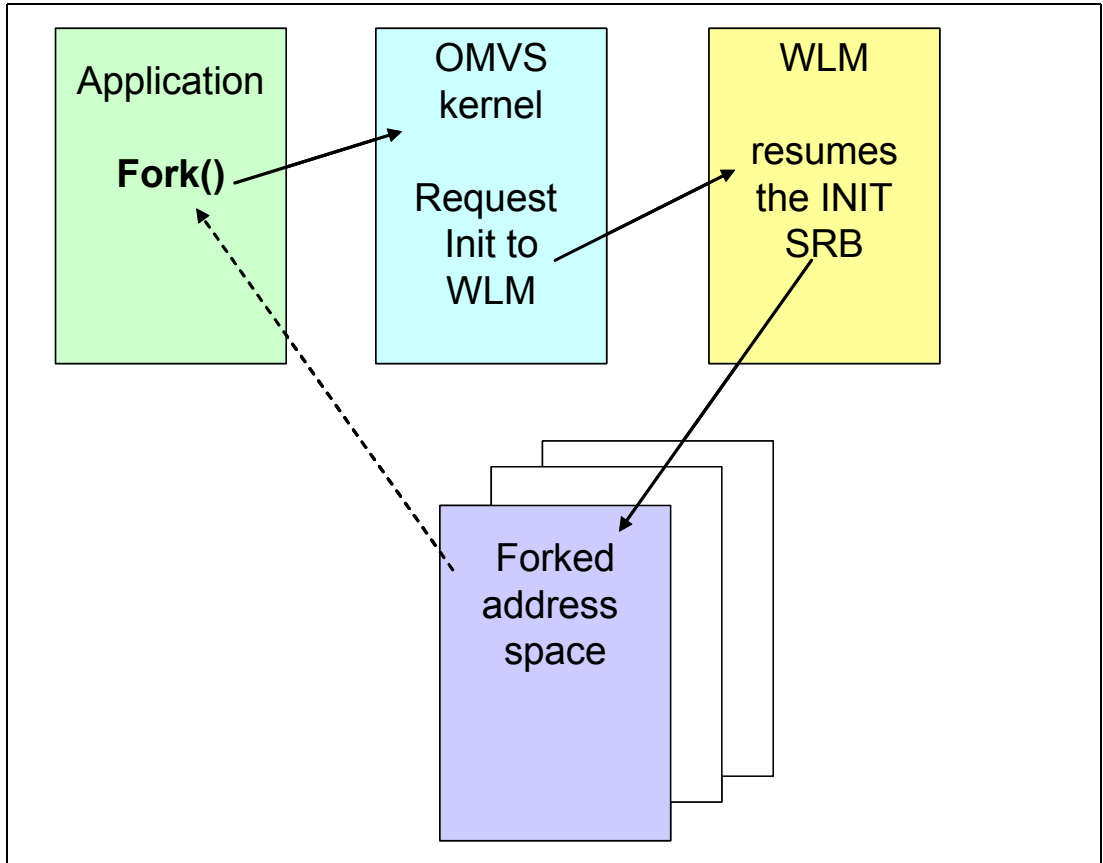 Application
Fork()
OMVS
kernel
Request
Init to
WLM
WLM
resumes
the INIT
SRB
Forked
address
space